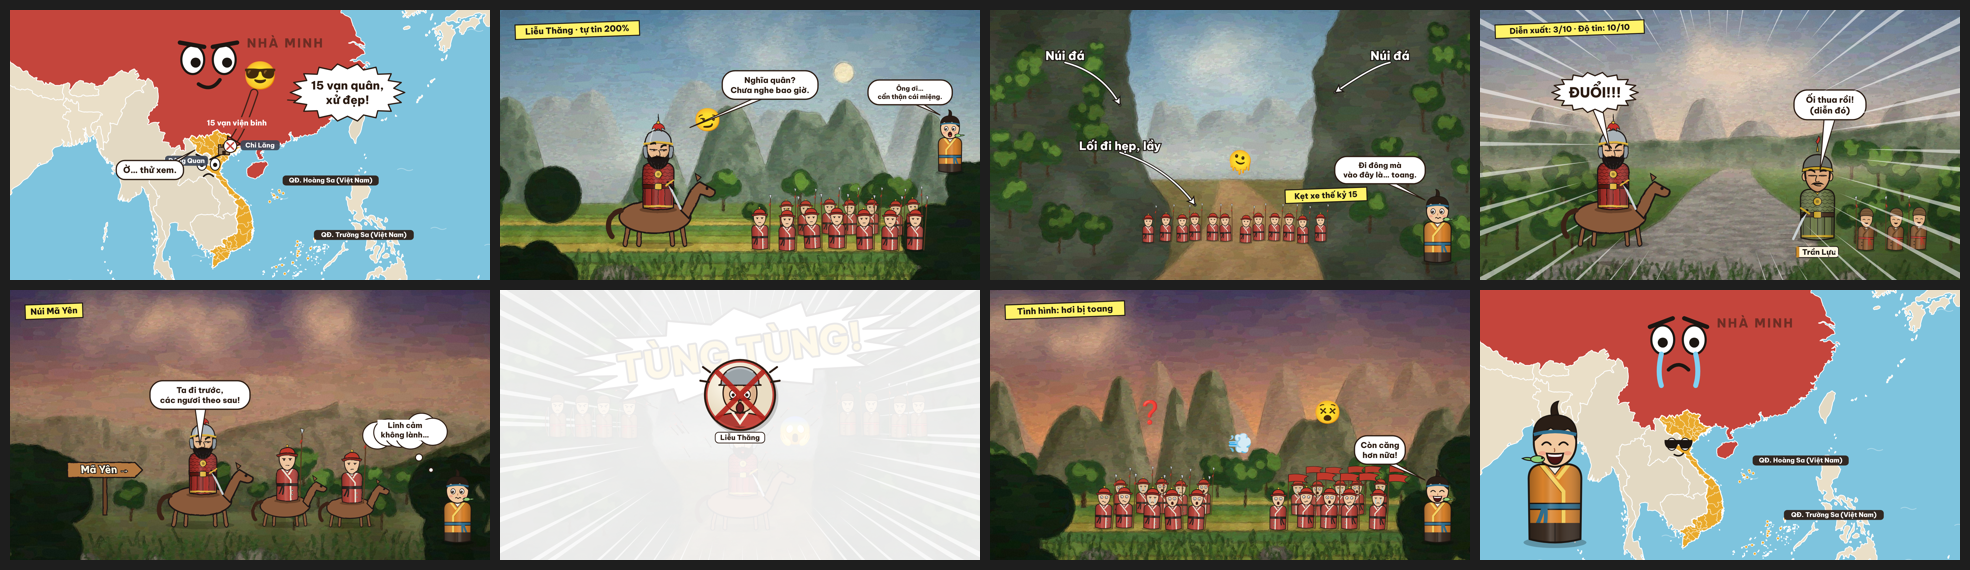 NHÀ MINH
15 vạn quân,
xử đẹp!
15 vạn viện binh
Chi Lăng
Quan
Ờ... thử xem.
QĐ. Hoàng Sa (Việt Nam)
QĐ. Trường Sa (Việt Nam)
Liễu Thăng · tự tin 200%
Nghĩa quân?
Chưa nghe bao giờ.
Ông ơi...
cẩn thận cái miệng.
Núi đá
Núi đá
Lối đi hẹp, lầy
Đi đông mà
vào đây là... toang.
Kẹt xe thế kỷ 15
Diễn xuất: 3/10 · Độ tin: 10/10
ĐUỔI!!!
Ối thua rồi!
(diễn đó)
Trần Lựu
Núi Mã Yên
Ta đi trước,
các ngươi theo sau!
Linh cảm
không lành...
Mã Yên →
TÙNG TÙNG!
Liễu Thăng
Tình hình: hơi bị toang
Còn căng
hơn nữa!
NHÀ MINH
QĐ. Hoàng Sa (Việt Nam)
QĐ. Trường Sa (Việt Nam)